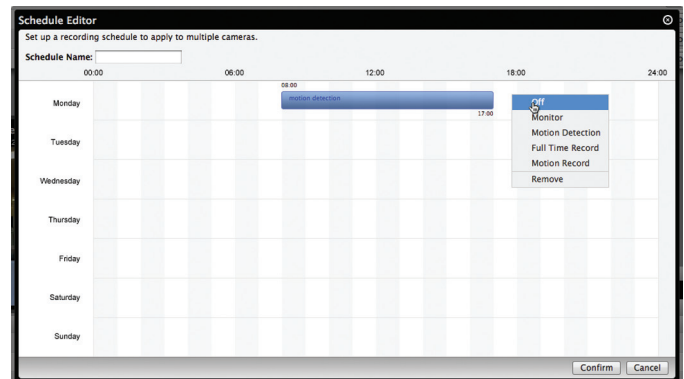 Schedule Editor
Set up a recording schedule to apply to multiple cameras.
Schedule Name:
00:00 06:00 12:00 18:00 24:00
08:00
Monday motion detection Off
17:00 Monitor
Tuesday Motion Detection
Full Time Record
Motion Record
Wednesday Remove
Thursday
Friday
Saturday
Sunday
Confirm Cancel